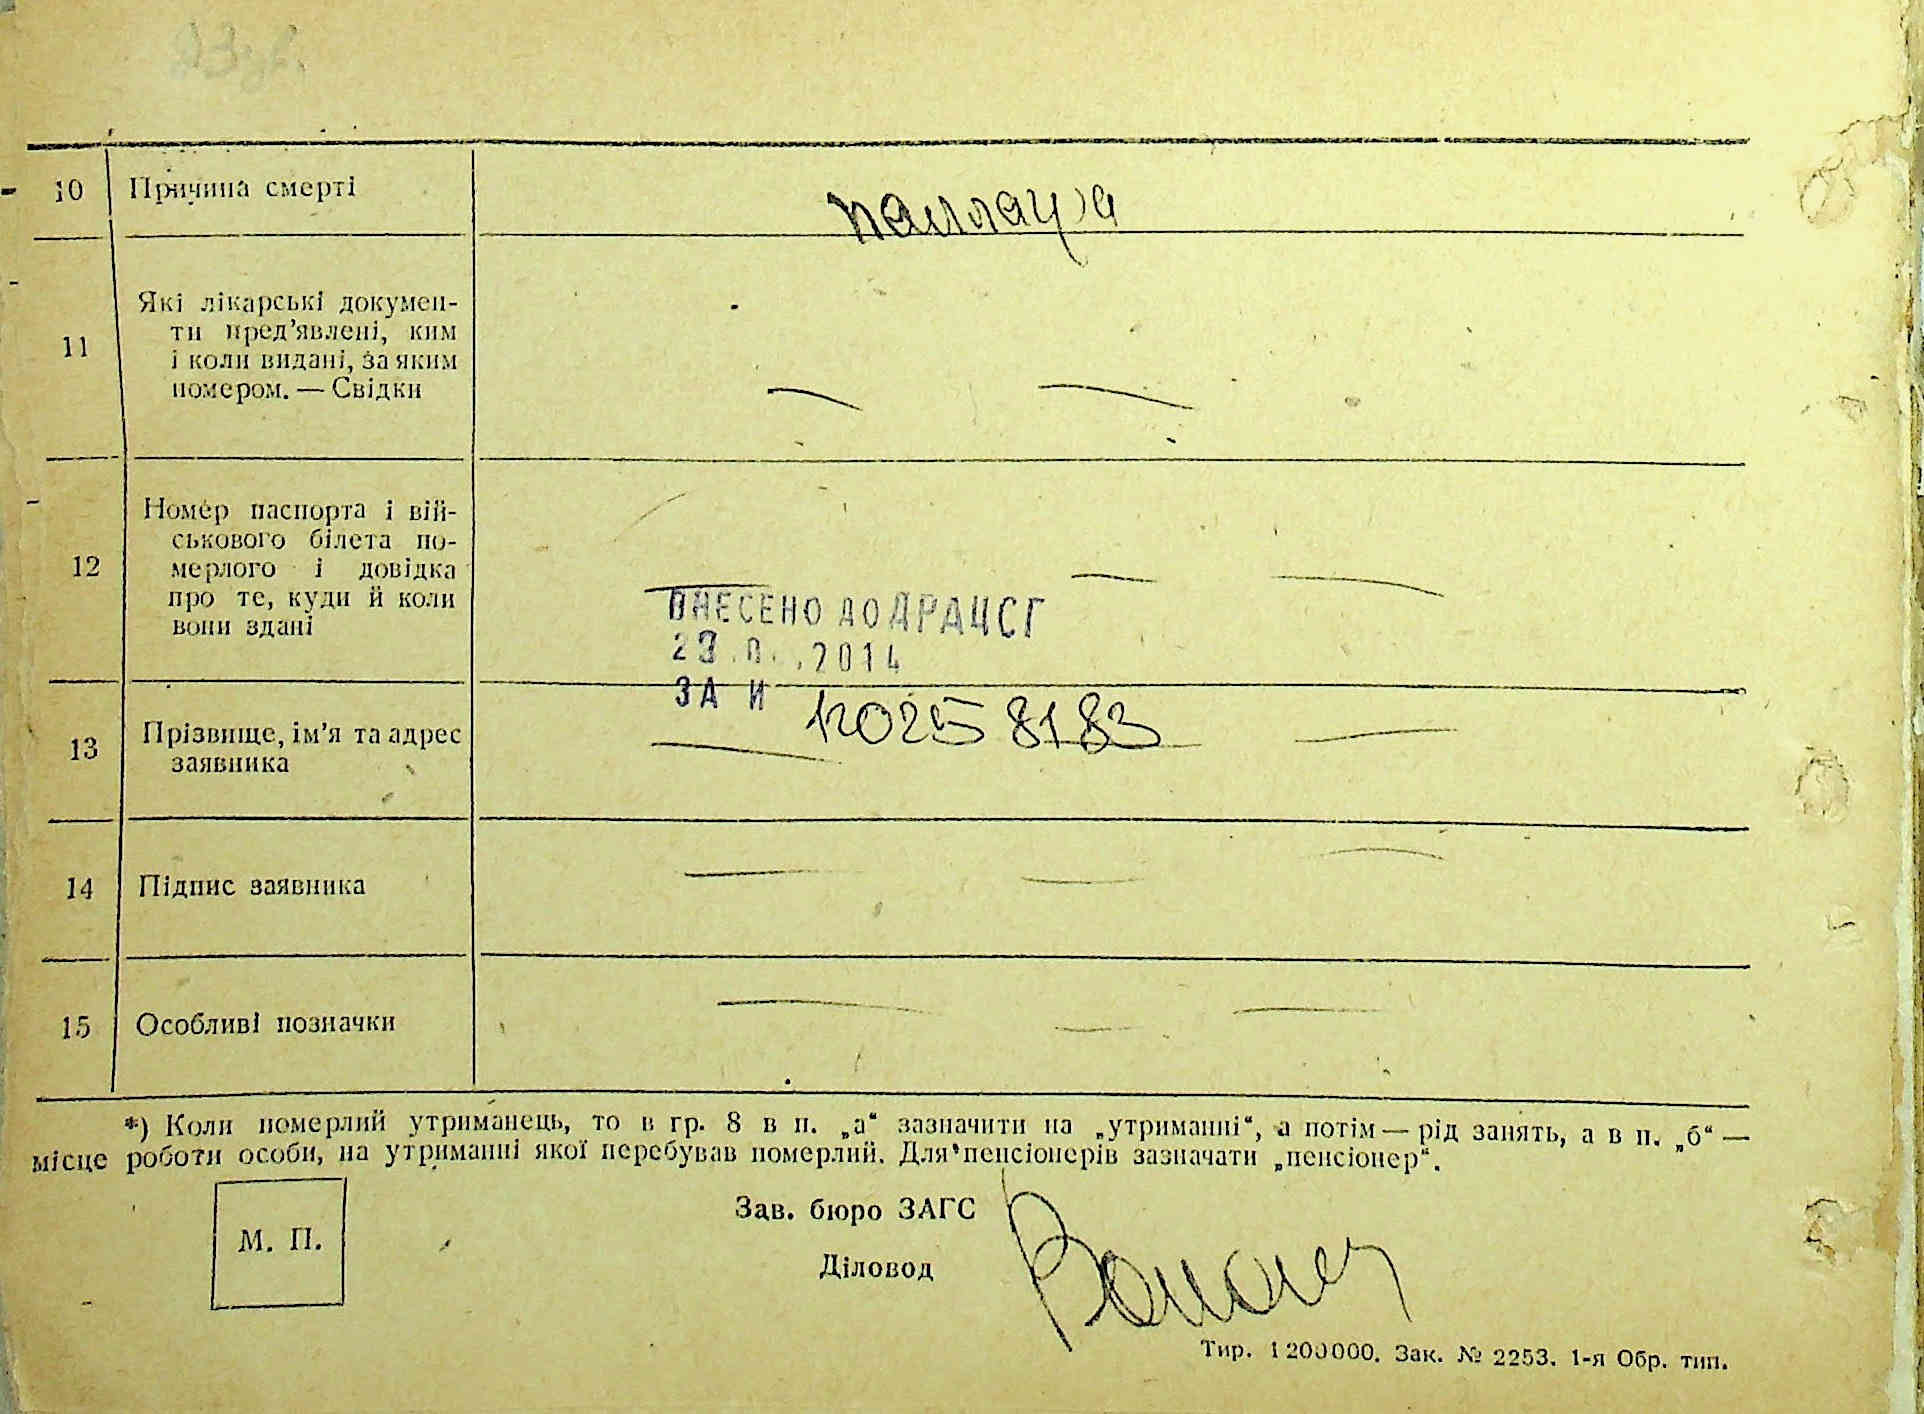 10 Причина смерті
11 Які лікарські докумен-
ти пред’явлені, ким
і коли видані, за яким
номером. — Свідки
— —
12 Номер паспорта і вій-
ськового білета по-
мерлого і довідка
про те, куди й коли
вони здані
— — —
ВНЕСЕНО ДО ДРАЦСГ
2014
ЗА И
0258183
13 Прізвище, ім’я та адрес
заявника
— —
14 Підпис заявника
— — —
15 Особливі позначки
— — —
*) Коли померлий утриманець, то в гр. 8 в п. „а“ зазначити на „утриманні“, а потім — рід занять, а в п. „б“ —
місце роботи особи, на утриманні якої перебував померлий. Для пенсіонерів зазначати „пенсіонер“.
М. П.
Зав. бюро ЗАГС
Діловод
Тир. 1200000. Зак. № 2253. 1-я Обр. тип.